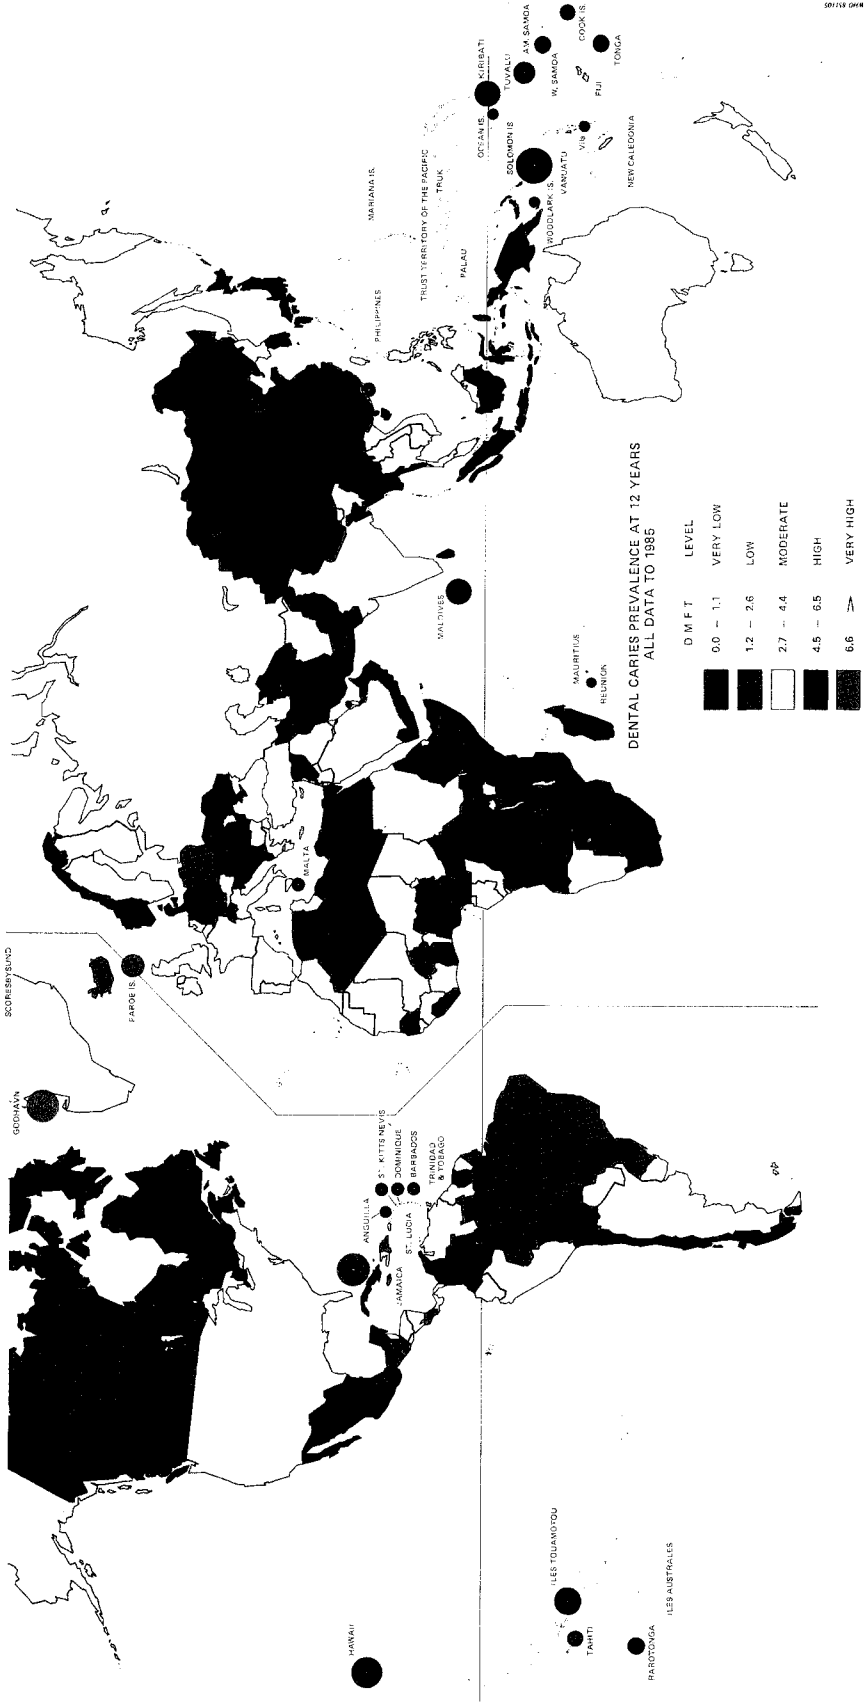 WHO 851105
SCORESBYSUND
GODHAVN
FAROE IS.
MALTA
ANGUILLA
ST. KITTS NEVIS
DOMINIQUE
BARBADOS
ST. LUCIA
TRINIDAD
& TOBAGO
JAMAICA
HAWAII
ILES TOUAMOTOU
TAHITI
RAROTONGA
ILES AUSTRALES
MALDIVES
MAURITIUS
REUNION
MARIANA IS.
PHILIPPINES
TRUST TERRITORY OF THE PACIFIC
TRUK
PALAU
OCEAN IS.
KIRIBATI
TUVALU
AM. SAMOA
W. SAMOA
COOK IS.
TONGA
FIJI
SOLOMON IS
WOODLARK IS.
VANUATU
NEW CALEDONIA
DENTAL CARIES PREVALENCE AT 12 YEARS
ALL DATA TO 1985
D M F T LEVEL
0.0 – 1.1 VERY LOW
1.2 – 2.6 LOW
2.7 – 4.4 MODERATE
4.5 – 6.5 HIGH
6.6 > VERY HIGH